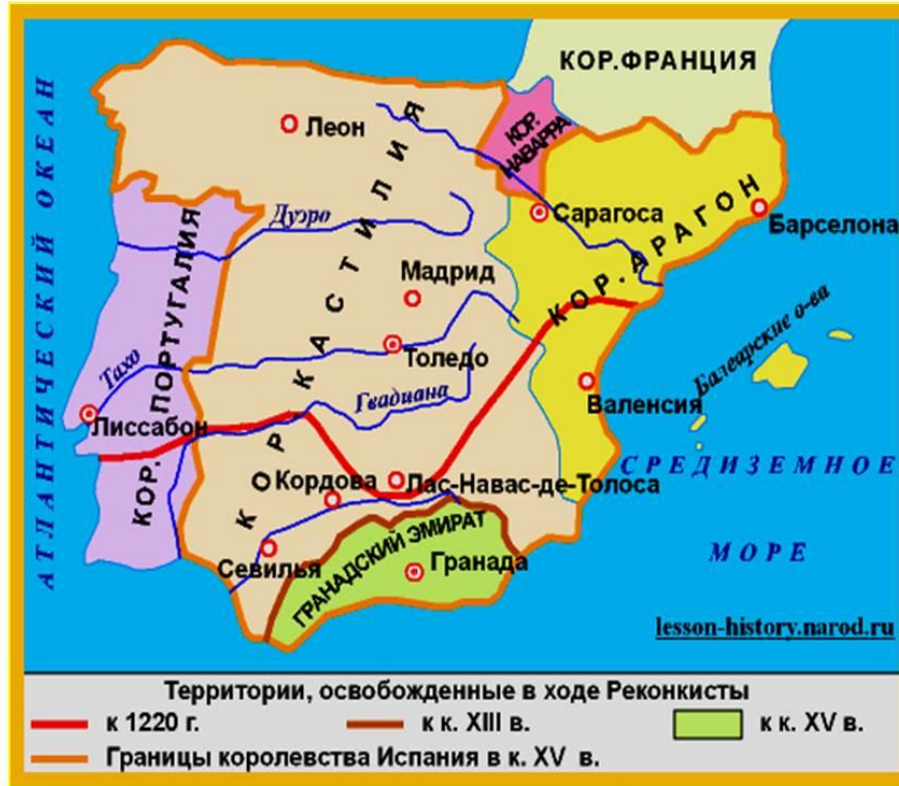 КОР.ФРАНЦИЯ
АТЛАНТИЧЕСКИЙ ОКЕАН
Леон
КОР.
НАВАРРА
КОР. КАСТИЛИЯ
КОР. ПОРТУГАЛИЯ
Дуэро
Сарагоса
КОР. АРАГОН
Барселона
Мадрид
Балеарские о-ва
Толедо
Тахо
Гвадиана
Валенсия
Лиссабон
СРЕДИЗЕМНОЕ
МОРЕ
Кордова
Лас-Навас-де-Толоса
Севилья
ГРАНАДСКИЙ ЭМИРАТ
Гранада
lesson-history.narod.ru
Территории, освобожденные в ходе Реконкисты
к 1220 г. к к. XIII в. к к. XV в.
Границы королевства Испания в к. XV в.